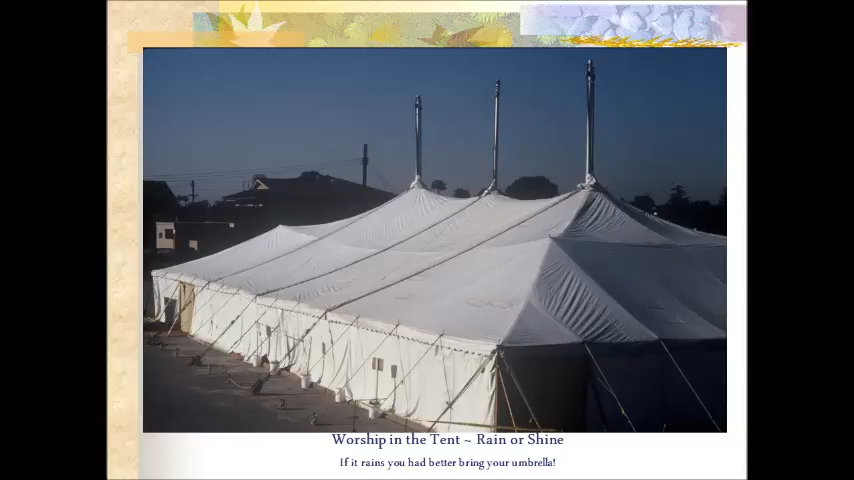 Worship in the Tent ~ Rain or Shine
If it rains you had better bring your umbrella!